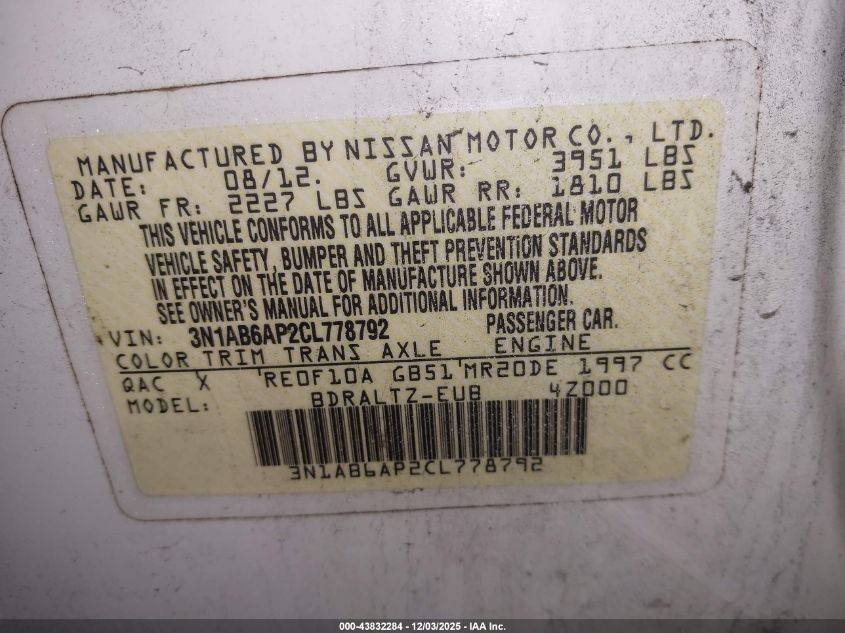 MANUFACTURED BY NISSAN MOTOR CO., LTD.
DATE: 08/12. GVWR: 3951 LBS
GAWR FR: 2227 LBS GAWR RR: 1810 LBS
THIS VEHICLE CONFORMS TO ALL APPLICABLE FEDERAL MOTOR
VEHICLE SAFETY, BUMPER AND THEFT PREVENTION STANDARDS
IN EFFECT ON THE DATE OF MANUFACTURE SHOWN ABOVE.
SEE OWNER'S MANUAL FOR ADDITIONAL INFORMATION.
VIN: 3N1AB6AP2CL778792 PASSENGER CAR.
COLOR TRIM TRANS AXLE ENGINE
QAC X RE0F10A GB51 MR20DE 1997 CC
MODEL: BDRALTZ-EUB 4Z000
3N1AB6AP2CL778792
000-43832284 - 12/03/2025 - IAA Inc.